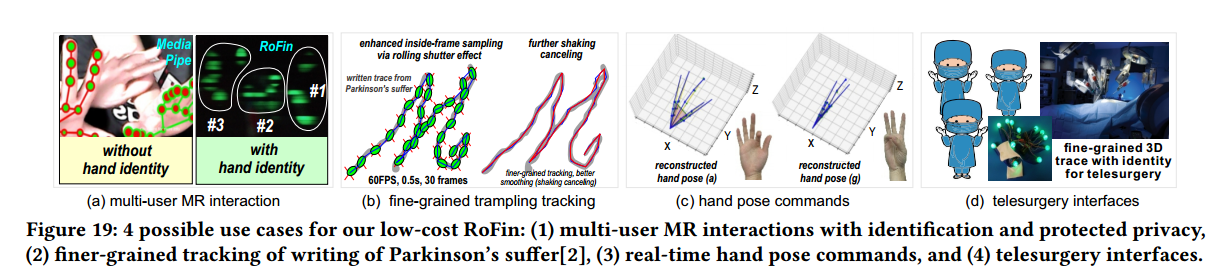 Media
Pipe
RoFin
#1
#2
#3
without
hand identity
with
hand identity
(a) multi-user MR interaction
enhanced inside-frame sampling
via rolling shutter effect
written trace from
Parkinson's suffer
60FPS, 0.5s, 30 frames
further shaking
canceling
finer-grained tracking, better
smoothing (shaking canceling)
(b) fine-grained trampling tracking
Z
Y
X
reconstructed
hand pose (a)
Z
Y
X
reconstructed
hand pose (g)
(c) hand pose commands
fine-grained 3D
trace with identity
for telesurgery
(d) telesurgery interfaces
Figure 19: 4 possible use cases for our low-cost RoFin: (1) multi-user MR interactions with identification and protected privacy,
(2) finer-grained tracking of writing of Parkinson's suffer[2], (3) real-time hand pose commands, and (4) telesurgery interfaces.